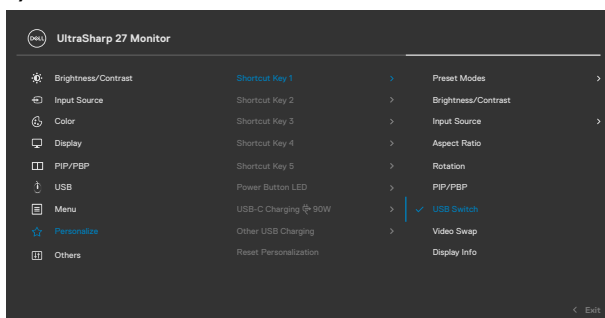 DELL UltraSharp 27 Monitor
Brightness/Contrast Shortcut Key 1 > Preset Modes >
Input Source Shortcut Key 2 > Brightness/Contrast
Color Shortcut Key 3 > Input Source >
Display Shortcut Key 4 > Aspect Ratio
PIP/PBP Shortcut Key 5 > Rotation
USB Power Button LED > PIP/PBP
Menu USB-C Charging 90W > ✓ USB Switch
Personalize Other USB Charging > Video Swap
Others Reset Personalization Display Info
< Exit